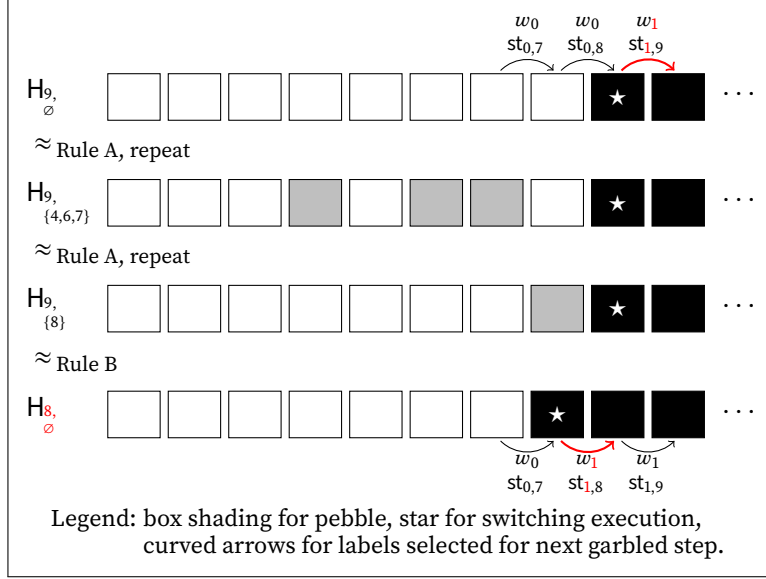 w₀ w₀ w₁
st₀,₇ st₀,₈ st₁,₉
H₉,∅ ★ ···
≈ Rule A, repeat
H₉,{4,6,7} ★ ···
≈ Rule A, repeat
H₉,{8} ★ ···
≈ Rule B
H₈,∅ ★ ···
w₀ w₁ w₁
st₀,₇ st₁,₈ st₁,₉
Legend: box shading for pebble, star for switching execution,
curved arrows for labels selected for next garbled step.